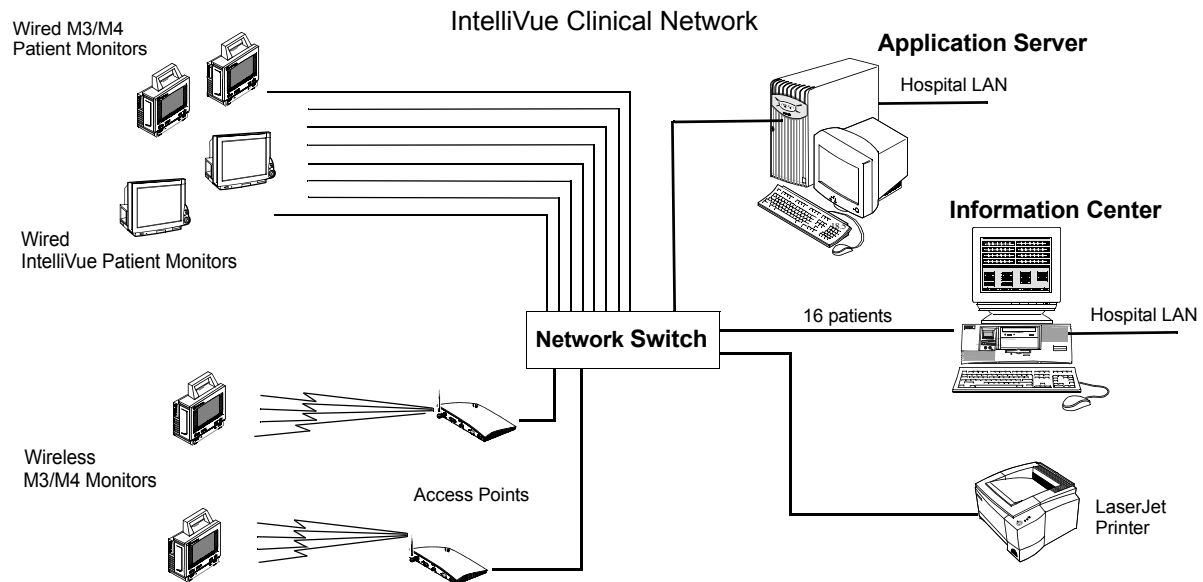 IntelliVue Clinical Network
Wired M3/M4
Patient Monitors
Application Server
Hospital LAN
Wired
IntelliVue Patient Monitors
Information Center
Network Switch
16 patients
Hospital LAN
Wireless
M3/M4 Monitors
Access Points
LaserJet
Printer